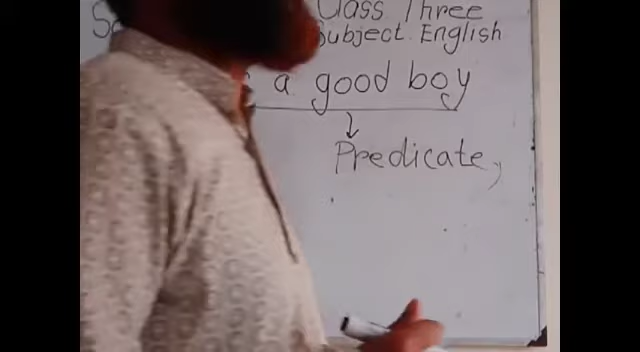 Class Three
Subject. English
a good boy
Predicate,